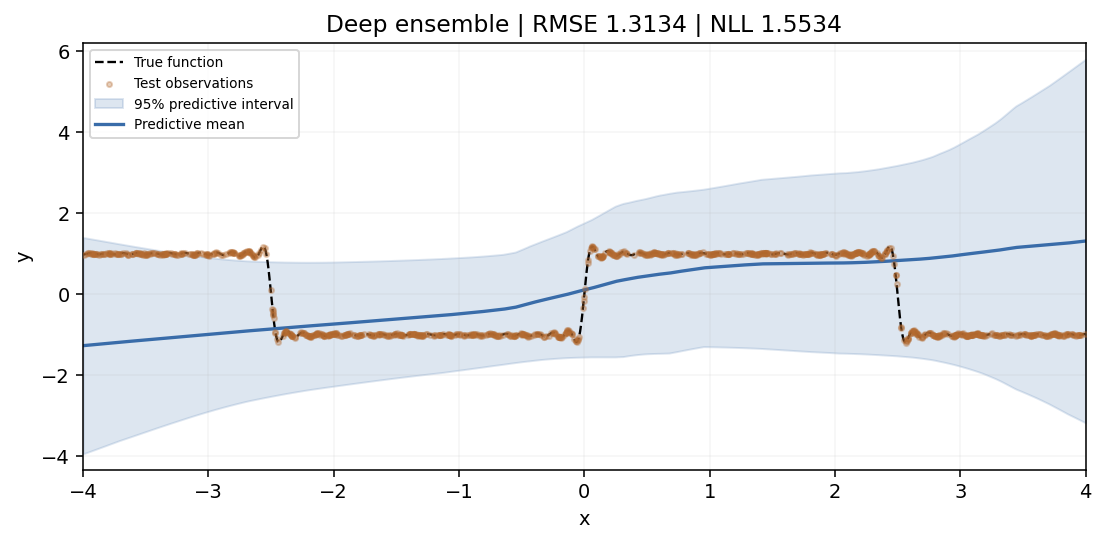 Deep ensemble | RMSE 1.3134 | NLL 1.5534
True function
Test observations
95% predictive interval
Predictive mean
y
6
4
2
0
−2
−4
−4
−3
−2
−1
0
1
2
3
4
x